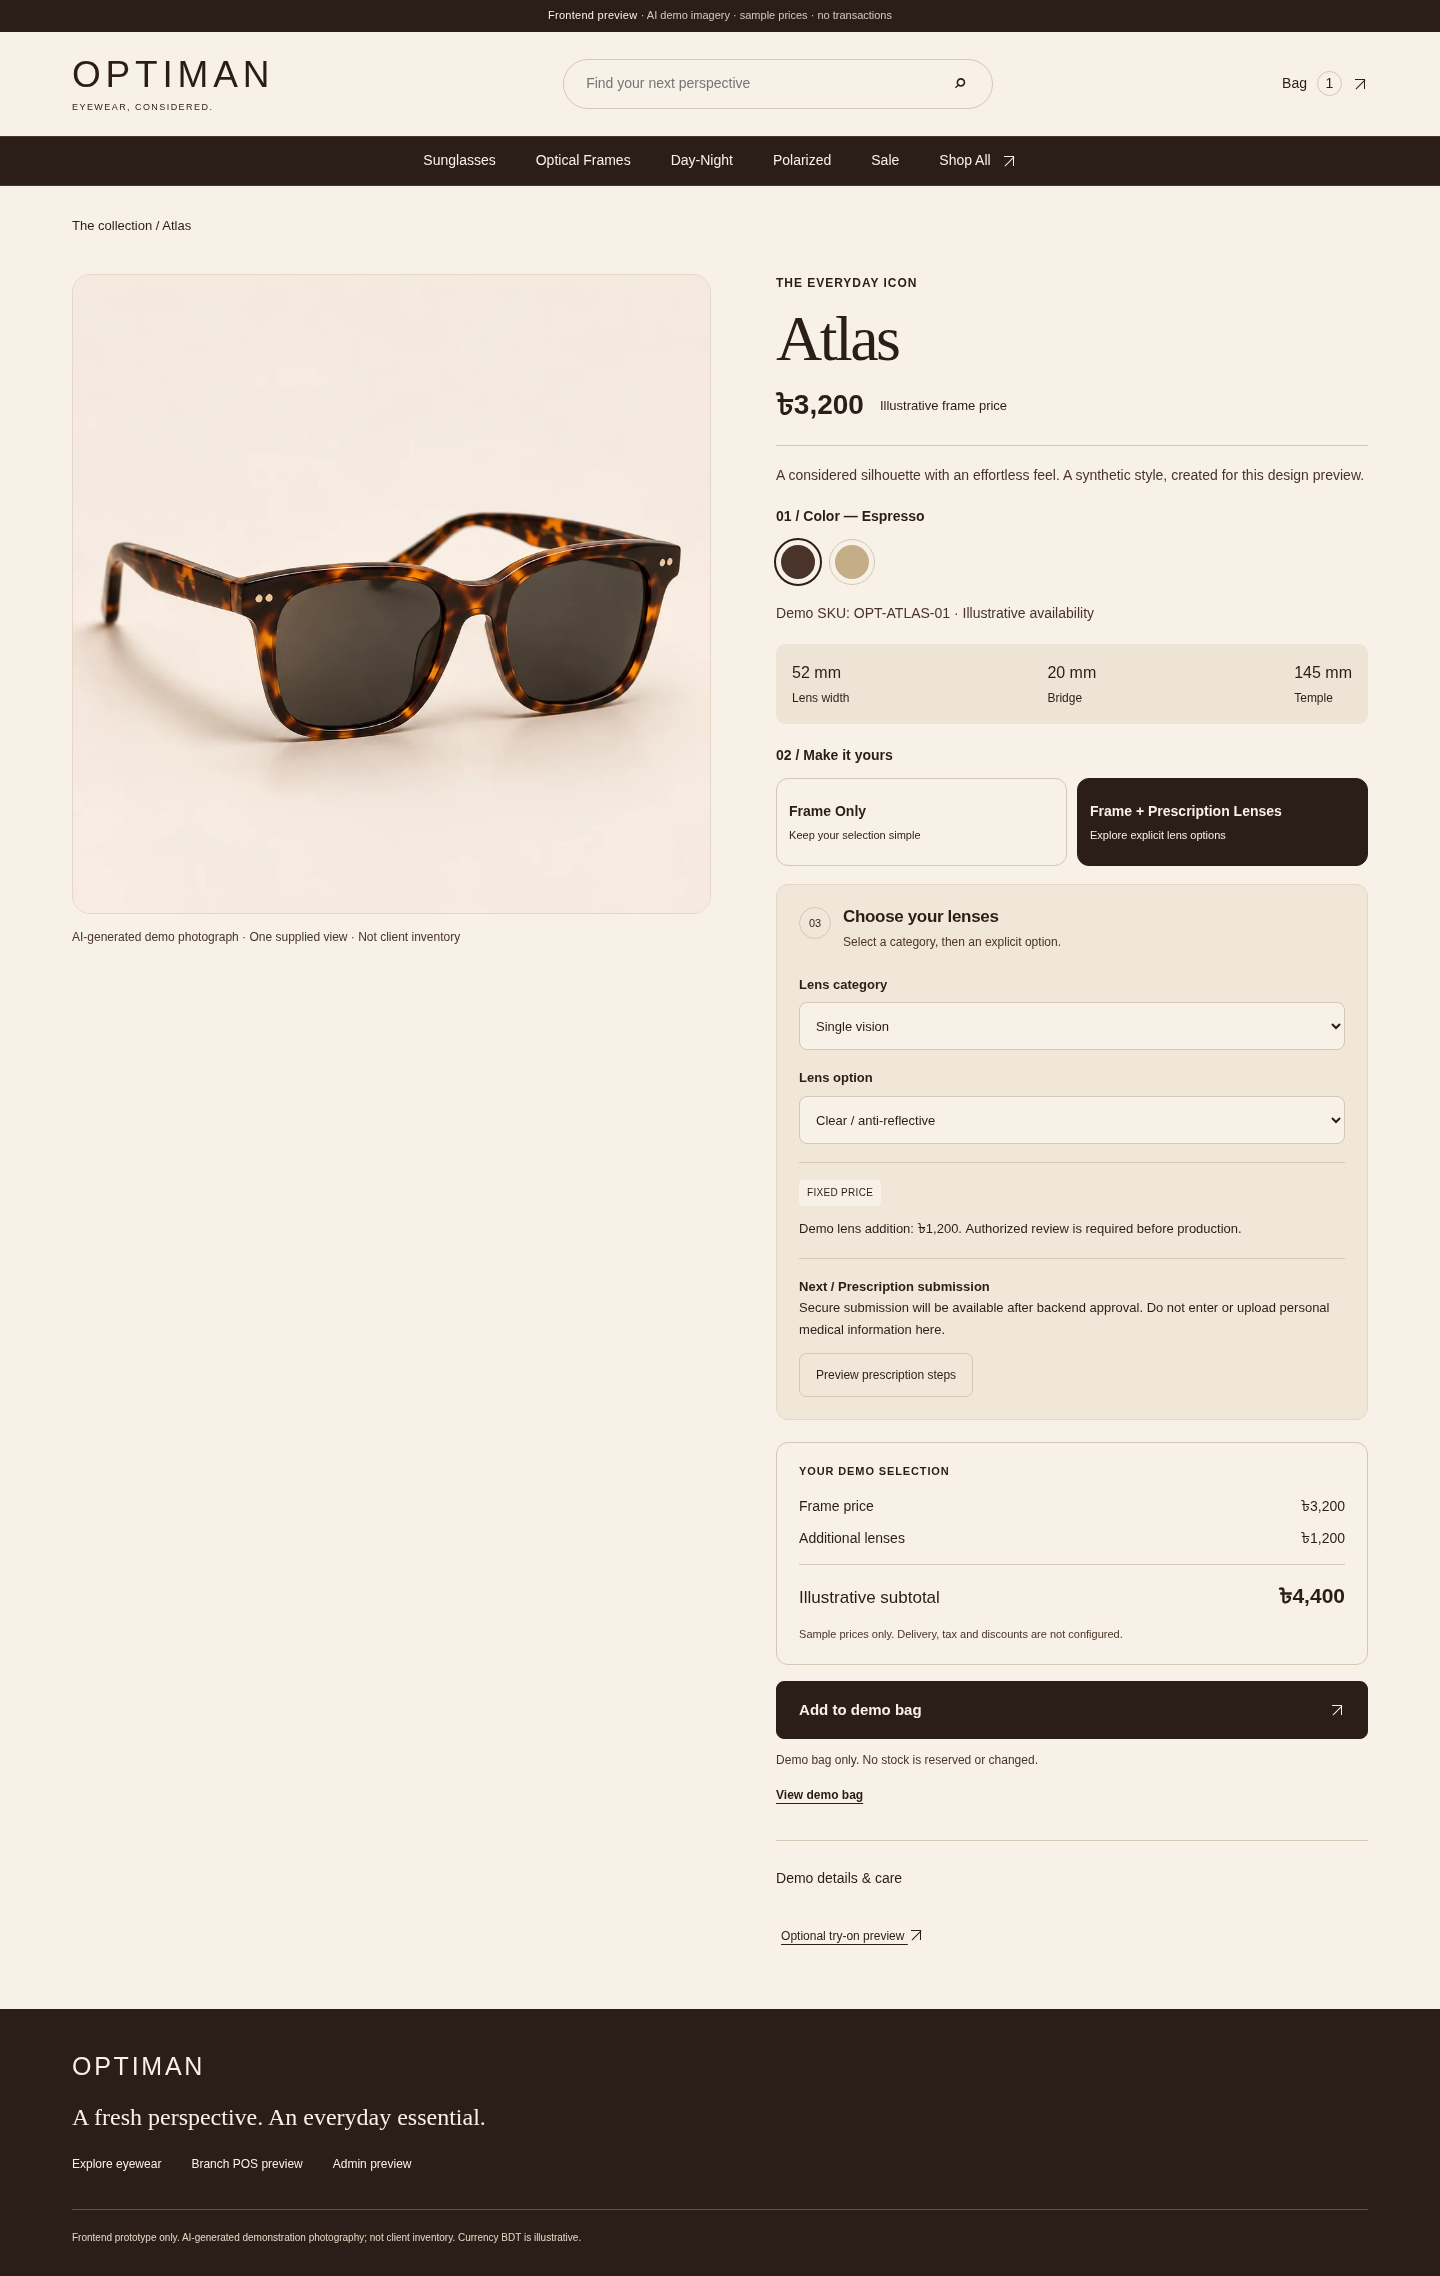 Frontend preview · AI demo imagery · sample prices · no transactions
OPTIMAN
EYEWEAR, CONSIDERED.
Find your next perspective
Bag 1
Sunglasses Optical Frames Day-Night Polarized Sale Shop All
The collection / Atlas
THE EVERYDAY ICON
Atlas
৳3,200 Illustrative frame price
A considered silhouette with an effortless feel. A synthetic style, created for this design preview.
01 / Color — Espresso
Demo SKU: OPT-ATLAS-01 · Illustrative availability
52 mm 20 mm 145 mm
Lens width Bridge Temple
02 / Make it yours
Frame Only Frame + Prescription Lenses
Keep your selection simple Explore explicit lens options
AI-generated demo photograph · One supplied view · Not client inventory
03 Choose your lenses
Select a category, then an explicit option.
Lens category
Single vision
Lens option
Clear / anti-reflective
FIXED PRICE
Demo lens addition: ৳1,200. Authorized review is required before production.
Next / Prescription submission
Secure submission will be available after backend approval. Do not enter or upload personal
medical information here.
Preview prescription steps
YOUR DEMO SELECTION
Frame price ৳3,200
Additional lenses ৳1,200
Illustrative subtotal ৳4,400
Sample prices only. Delivery, tax and discounts are not configured.
Add to demo bag
Demo bag only. No stock is reserved or changed.
View demo bag
Demo details & care
Optional try-on preview
OPTIMAN
A fresh perspective. An everyday essential.
Explore eyewear Branch POS preview Admin preview
Frontend prototype only. AI-generated demonstration photography; not client inventory. Currency BDT is illustrative.